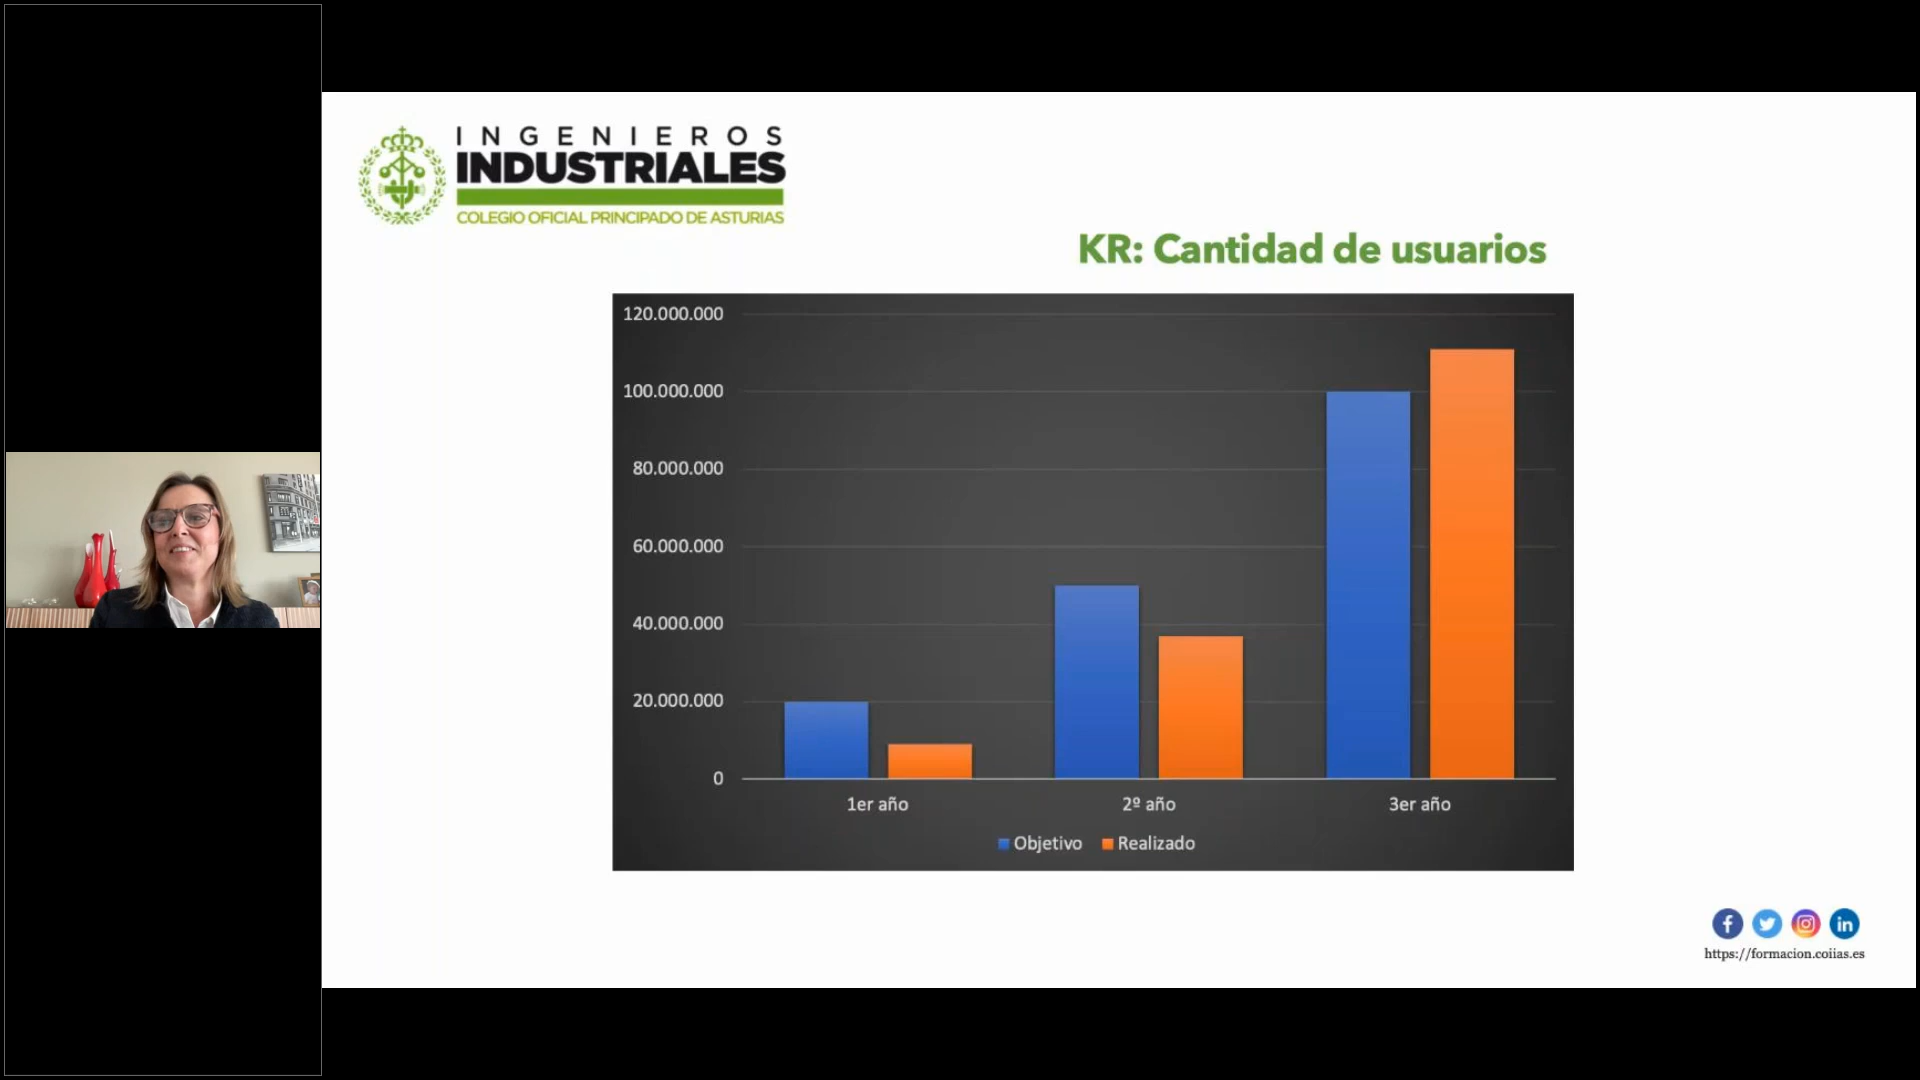 INGENIEROS
INDUSTRIALES
COLEGIO OFICIAL PRINCIPADO DE ASTURIAS
KR: Cantidad de usuarios
120.000.000
100.000.000
80.000.000
60.000.000
40.000.000
20.000.000
0
1er año 2º año 3er año
Objetivo Realizado
https://formacion.coiias.es